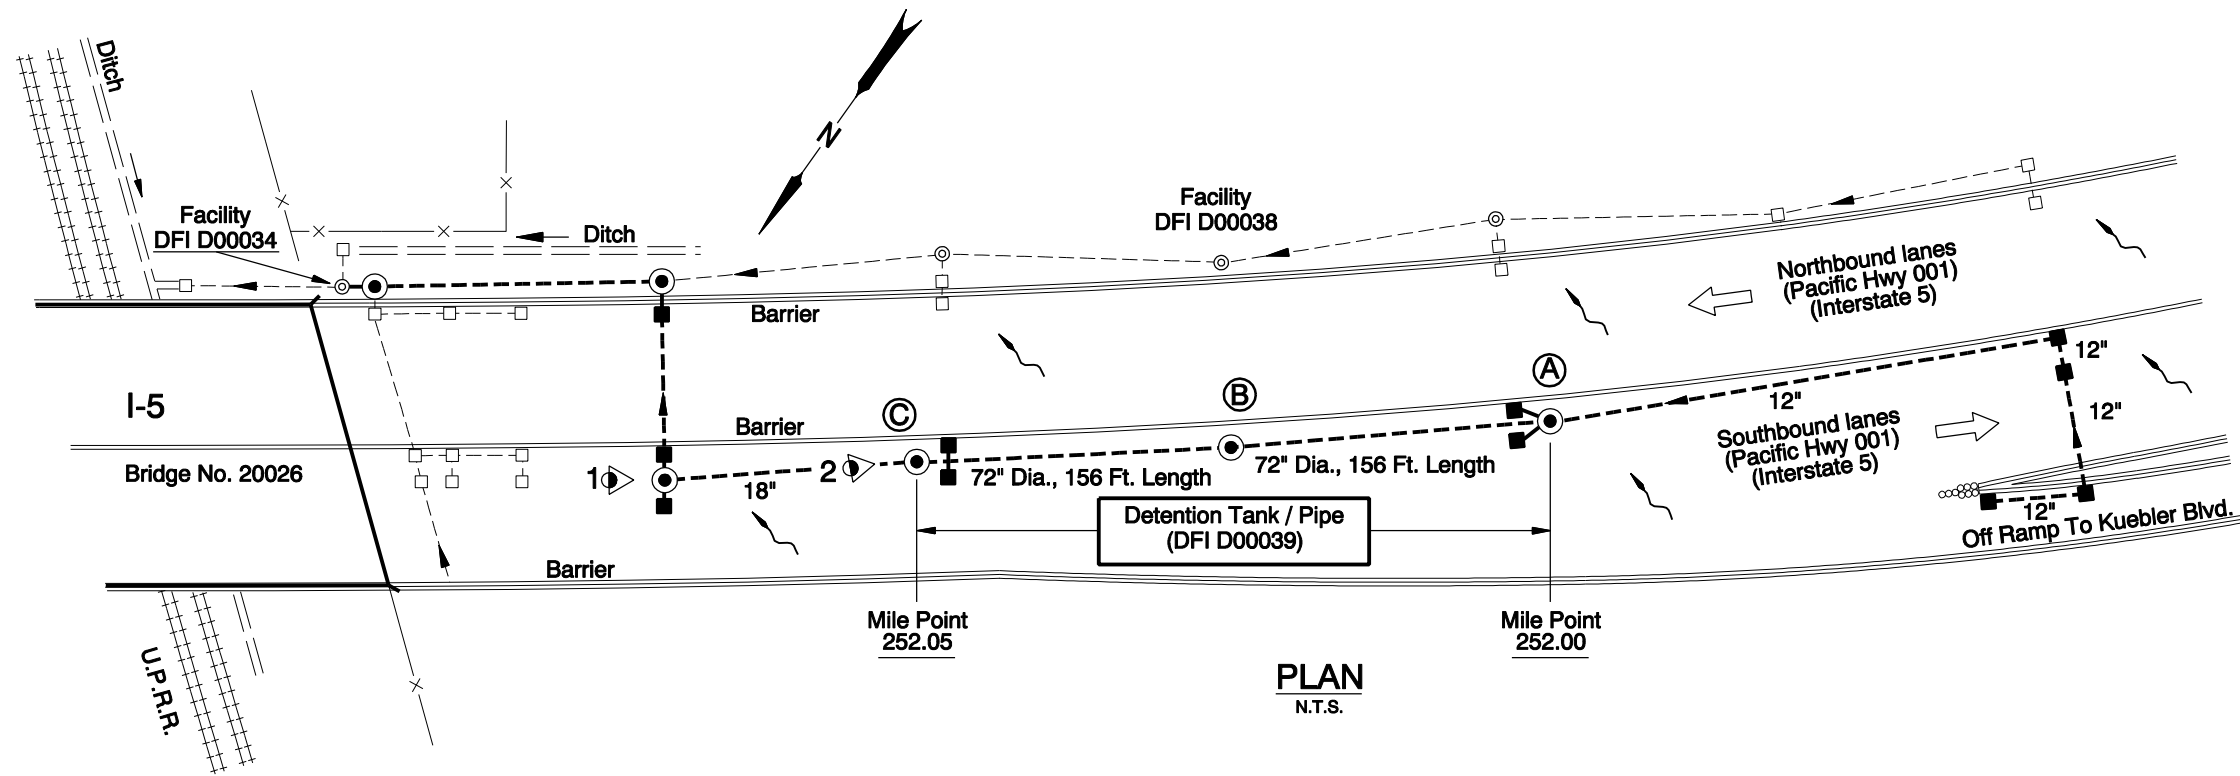 Ditch
N
Facility
DFI D00034
Ditch
Facility
DFI D00038
Northbound lanes
(Pacific Hwy 001)
(Interstate 5)
Barrier
I-5
Bridge No. 20026
Barrier
C
B
A
12"
12"
12"
12"
Southbound lanes
(Pacific Hwy 001)
(Interstate 5)
1
2
18"
72" Dia., 156 Ft. Length
72" Dia., 156 Ft. Length
Detention Tank / Pipe
(DFI D00039)
Off Ramp To Kuebler Blvd.
Barrier
Mile Point
252.05
Mile Point
252.00
U.P.R.R.
PLAN
N.T.S.